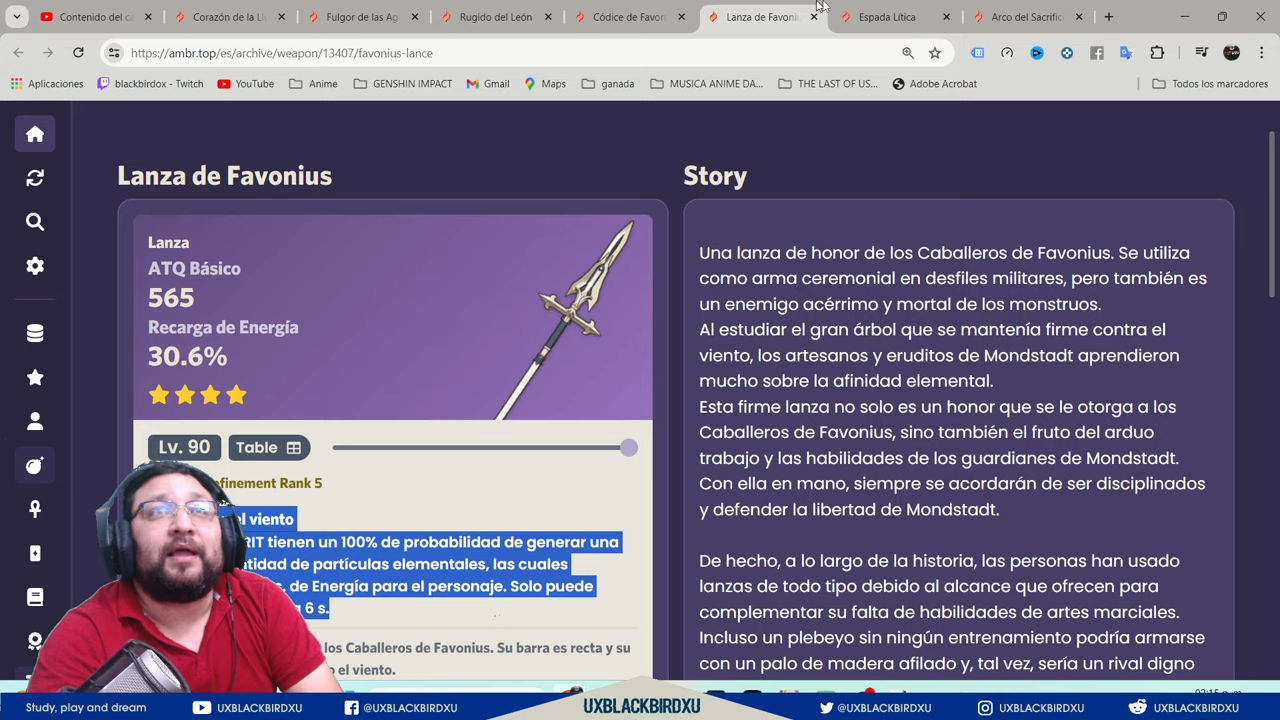 Contenido del ca
Corazón de la Ll
Fulgor de las Ag
Rugido del León
Códice de Favon
Lanza de Favoni
Espada Lítica
Arco del Sacrific
https://ambr.top/es/archive/weapon/13407/favonius-lance
Aplicaciones
blackbirdox - Twitch
YouTube
Anime
GENSHIN IMPACT
Gmail
Maps
ganada
MUSICA ANIME DA...
THE LAST OF US...
Adobe Acrobat
Todos los marcadores
Lanza de Favonius
Lanza
ATQ Básico
565
Recarga de Energía
30.6%
Lv. 90
Table
finement Rank 5
el viento
RIT tienen un 100% de probabilidad de generar una
ntidad de partículas elementales, las cuales
de Energía para el personaje. Solo puede
6 s.
los Caballeros de Favonius. Su barra es recta y su
o el viento.
Story
Una lanza de honor de los Caballeros de Favonius. Se utiliza
como arma ceremonial en desfiles militares, pero también es
un enemigo acérrimo y mortal de los monstruos.
Al estudiar el gran árbol que se mantenía firme contra el
viento, los artesanos y eruditos de Mondstadt aprendieron
mucho sobre la afinidad elemental.
Esta firme lanza no solo es un honor que se le otorga a los
Caballeros de Favonius, sino también el fruto del arduo
trabajo y las habilidades de los guardianes de Mondstadt.
Con ella en mano, siempre se acordarán de ser disciplinados
y defender la libertad de Mondstadt.
De hecho, a lo largo de la historia, las personas han usado
lanzas de todo tipo debido al alcance que ofrecen para
complementar su falta de habilidades de artes marciales.
Incluso un plebeyo sin ningún entrenamiento podría armarse
con un palo de madera afilado y, tal vez, sería un rival digno
Study, play and dream
UXBLACKBIRDXU
@UXBLACKBIRDXU
UXBLACKBIRDXU
@UXBLACKBIRDXU
UXBLACKBIRDXU
UXBLACKBIRDXU